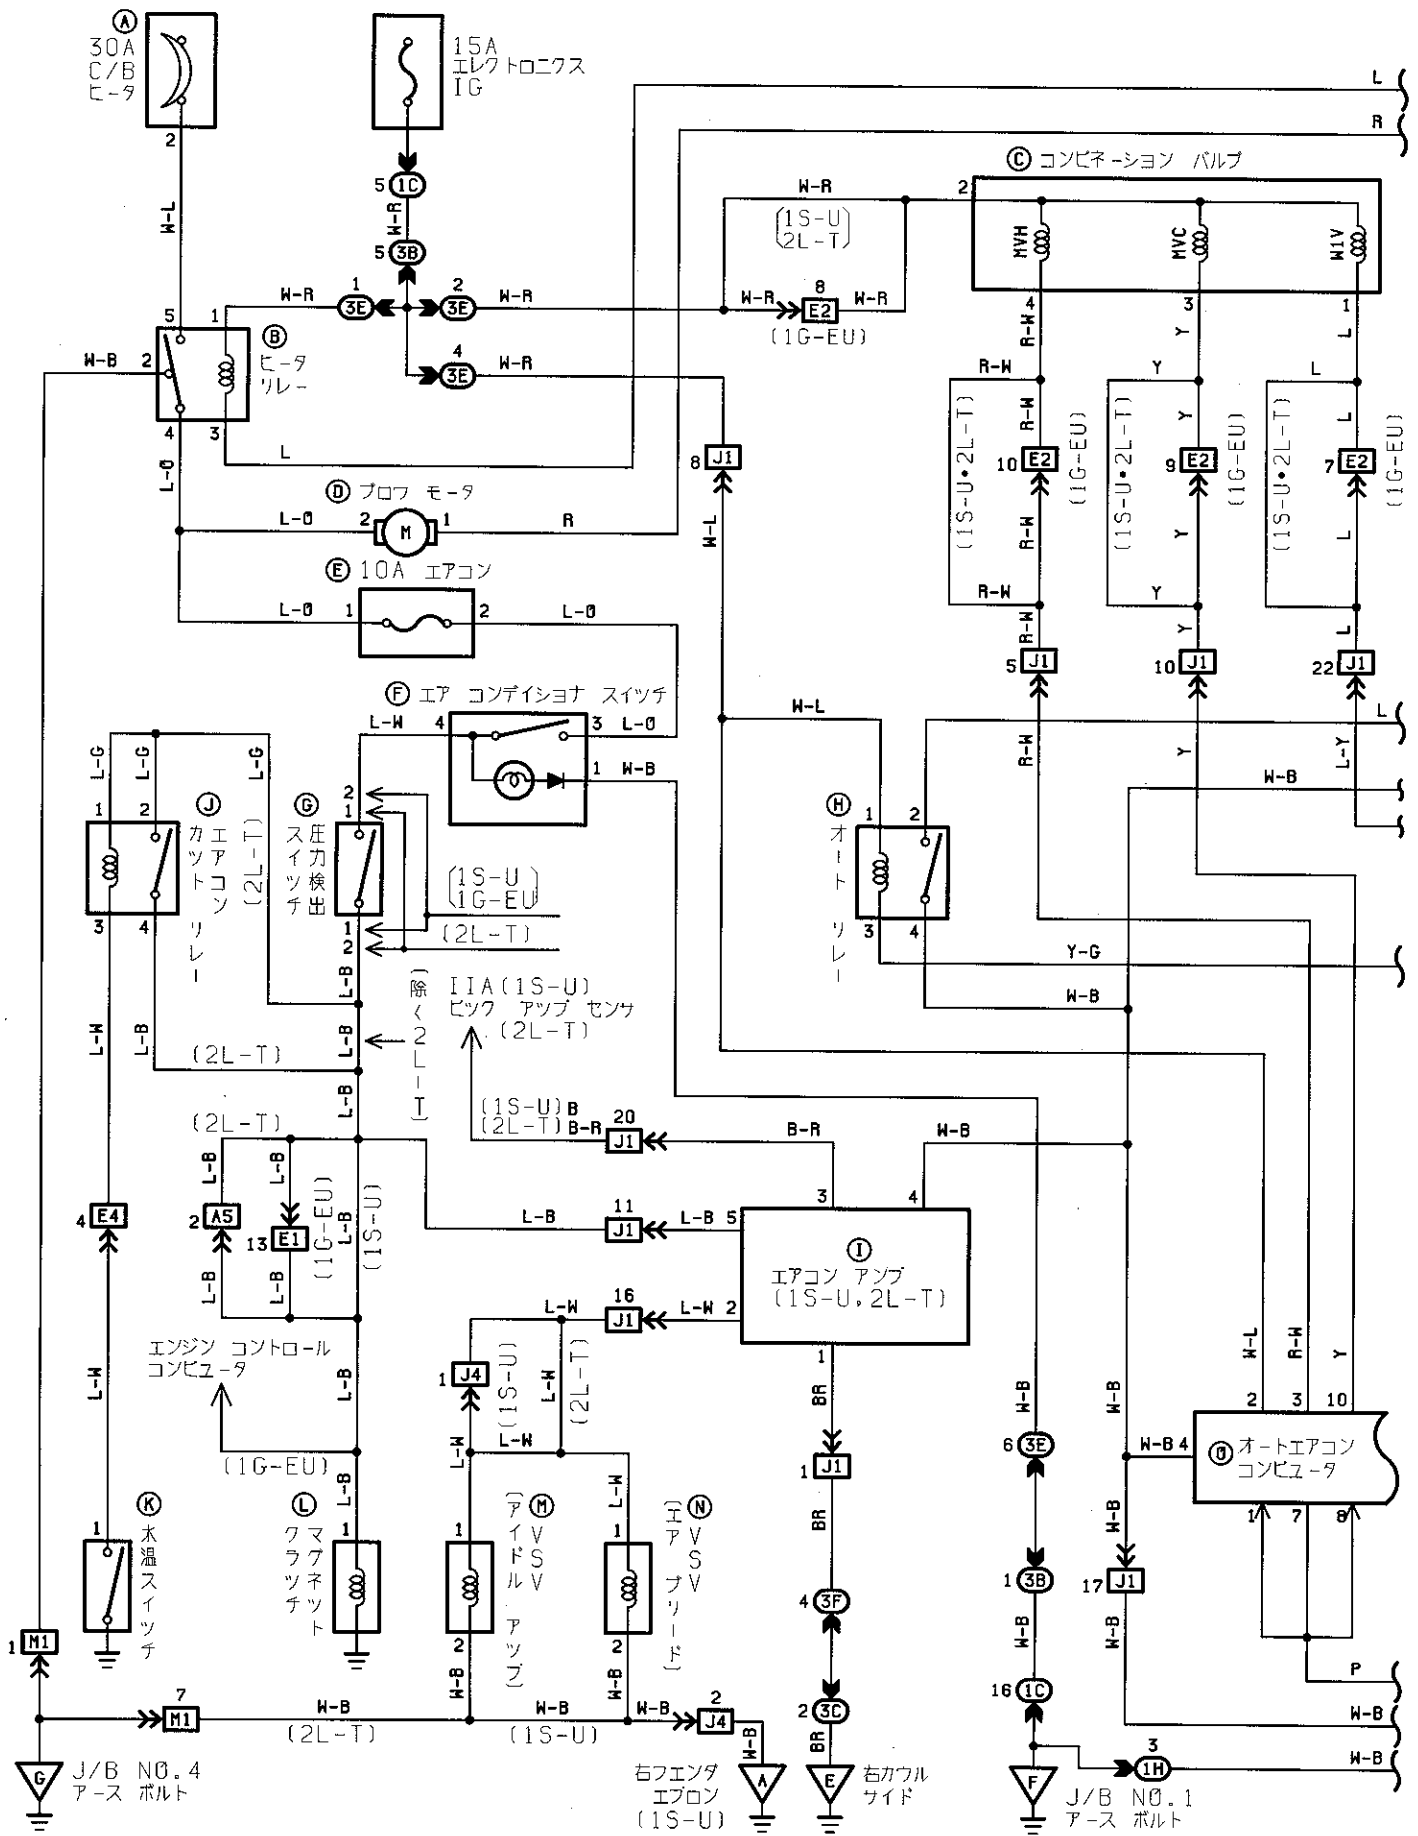 Ⓐ
30A
C/B
ヒータ
15A
エレクトロニクス
IG
2
W-L
5 1C
W-R
5 3B
L
R
Ⓒ コンビネーション バルブ
2
W-R
(1S-U
2L-T)
MVH
MVC
W1V
1
W-R
3E
2
3E
W-R
W-R
8
E2
W-R
(1G-EU)
4
3
1
5
1
Ⓑ
ヒータ
リレー
W-B
2
4
3
4
3E
W-R
R-W
Y
L
R-W
Y
L
R-W
Y
L
L
L-O
8 J1
10 E2
9 E2
7 E2
(1S-U•2L-T)
(1G-EU)
(1S-U•2L-T)
(1G-EU)
(1S-U•2L-T)
(1G-EU)
Ⓓ ブロワ モータ
L-O
2
M
1
R
W-L
R-W
Y
L
Ⓔ 10A エアコン
L-O
1
2
L-O
R-W
Y
R-W
Y
L
5 J1
10 J1
22 J1
Ⓕ エア コンディショナ スイッチ
L-W
4
3
L-O
1
W-B
W-L
L
R-W
Y
L-Y
W-B
L-G
L-G
L-G
(2L-T)
1
2
Ⓙ
エアコン
カット リレー
3
4
Ⓖ
圧力検出
スイッチ
2
1
1
2
(1S-U
1G-EU)
(2L-T)
Ⓗ
オート リレー
1
2
3
4
Y-G
W-B
L-B
(除く2L-T)
IIA(1S-U)
ピック アップ センサ
(2L-T)
L-W
L-B
(2L-T)
L-B
L-B
(2L-T)
(1S-U) B
(2L-T) B-R
20
J1
B-R
W-B
L-B
L-B
4 E4
2 A5
13 E1
(1G-EU)
L-B
(1S-U)
L-B
L-B
L-B
11
J1
L-B
5
3
4
Ⓘ
エアコン アンプ
(1S-U,2L-T)
L-W
16
J1
L-W
2
1
エンジン コントロール
コンピュータ
(1G-EU)
L-W
L-B
L-B
1 J4
(1S-U)
L-W
(2L-T)
L-W
L-W
L-W
BR
1 J1
BR
W-B
6 3E
W-B
W-L
R-W
Y
2
3
10
W-B
4
Ⓞ オートエアコン
コンピュータ
1
7
8
Ⓚ
水温スイッチ
1
Ⓛ
マグネット
クラッチ
1
Ⓜ
VSV
(アイドル アップ)
1
2
Ⓝ
VSV
(エア ブリード)
1
2
4 3F
1 3B
W-B
17 J1
W-B
W-B
1 M1
7
M1
W-B
(2L-T)
W-B
W-B
(1S-U)
W-B
W-B
2
J4
W-B
2 3C
BR
16 1C
P
W-B
3
1H
W-B
G
J/B NO.4
アース ボルト
右フェンダ
エプロン
(1S-U)
A
E
右カウル
サイド
F
J/B NO.1
アース ボルト